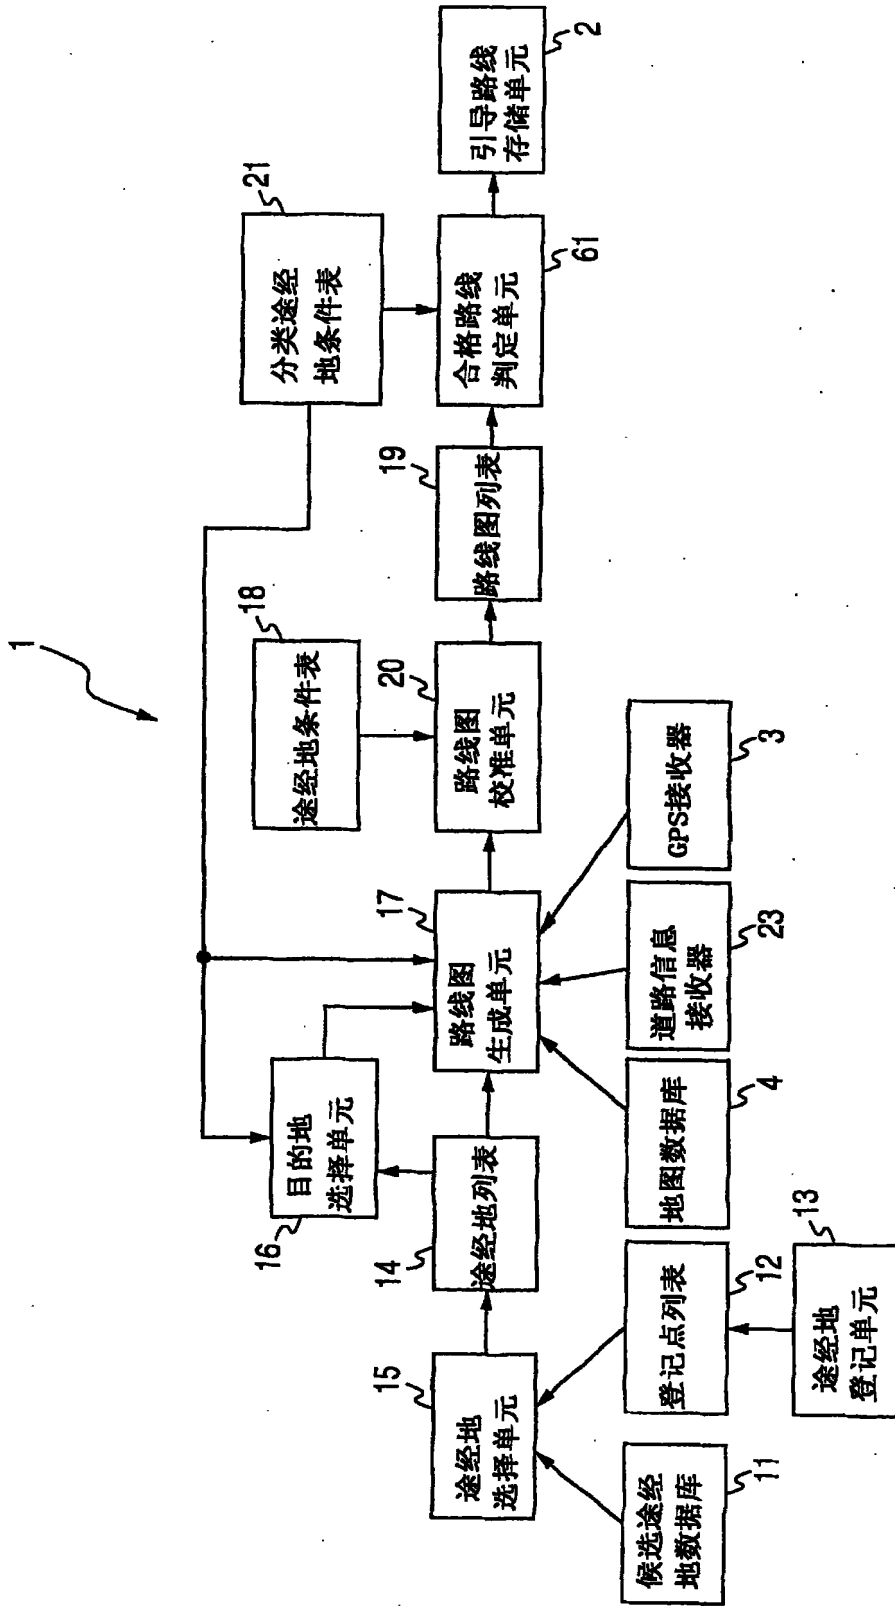 1
引导路线
存储单元
2
分类途经
地条件表
21
合格路线
判定单元
61
路线图列表
19
途经地条件表
18
路线图
校准单元
20
路线图
生成单元
17
GPS接收器
3
道路信息
接收器
23
地图数据库
4
目的地
选择单元
16
途经地列表
14
途经地
选择单元
15
登记点列表
12
途经地
登记单元
13
候选途经
地数据库
11